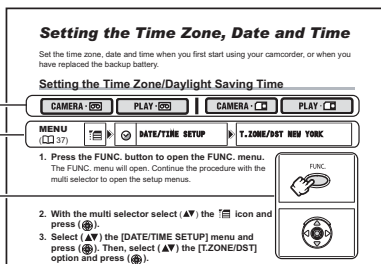 Setting the Time Zone, Date and Time
Set the time zone, date and time when you first start using your camcorder, or when you
have replaced the backup battery.
Setting the Time Zone/Daylight Saving Time
CAMERA · PLAY · CAMERA · PLAY ·
MENU
( 37)
DATE/TIME SETUP T.ZONE/DST NEW YORK
1. Press the FUNC. button to open the FUNC. menu.
The FUNC. menu will open. Continue the procedure with the
multi selector to open the setup menus.
FUNC.
2. With the multi selector select (▲▼) the icon and
press ( ).
3. Select (▲▼) the [DATE/TIME SETUP] menu and
press ( ). Then, select (▲▼) the [T.ZONE/DST]
option and press ( ).